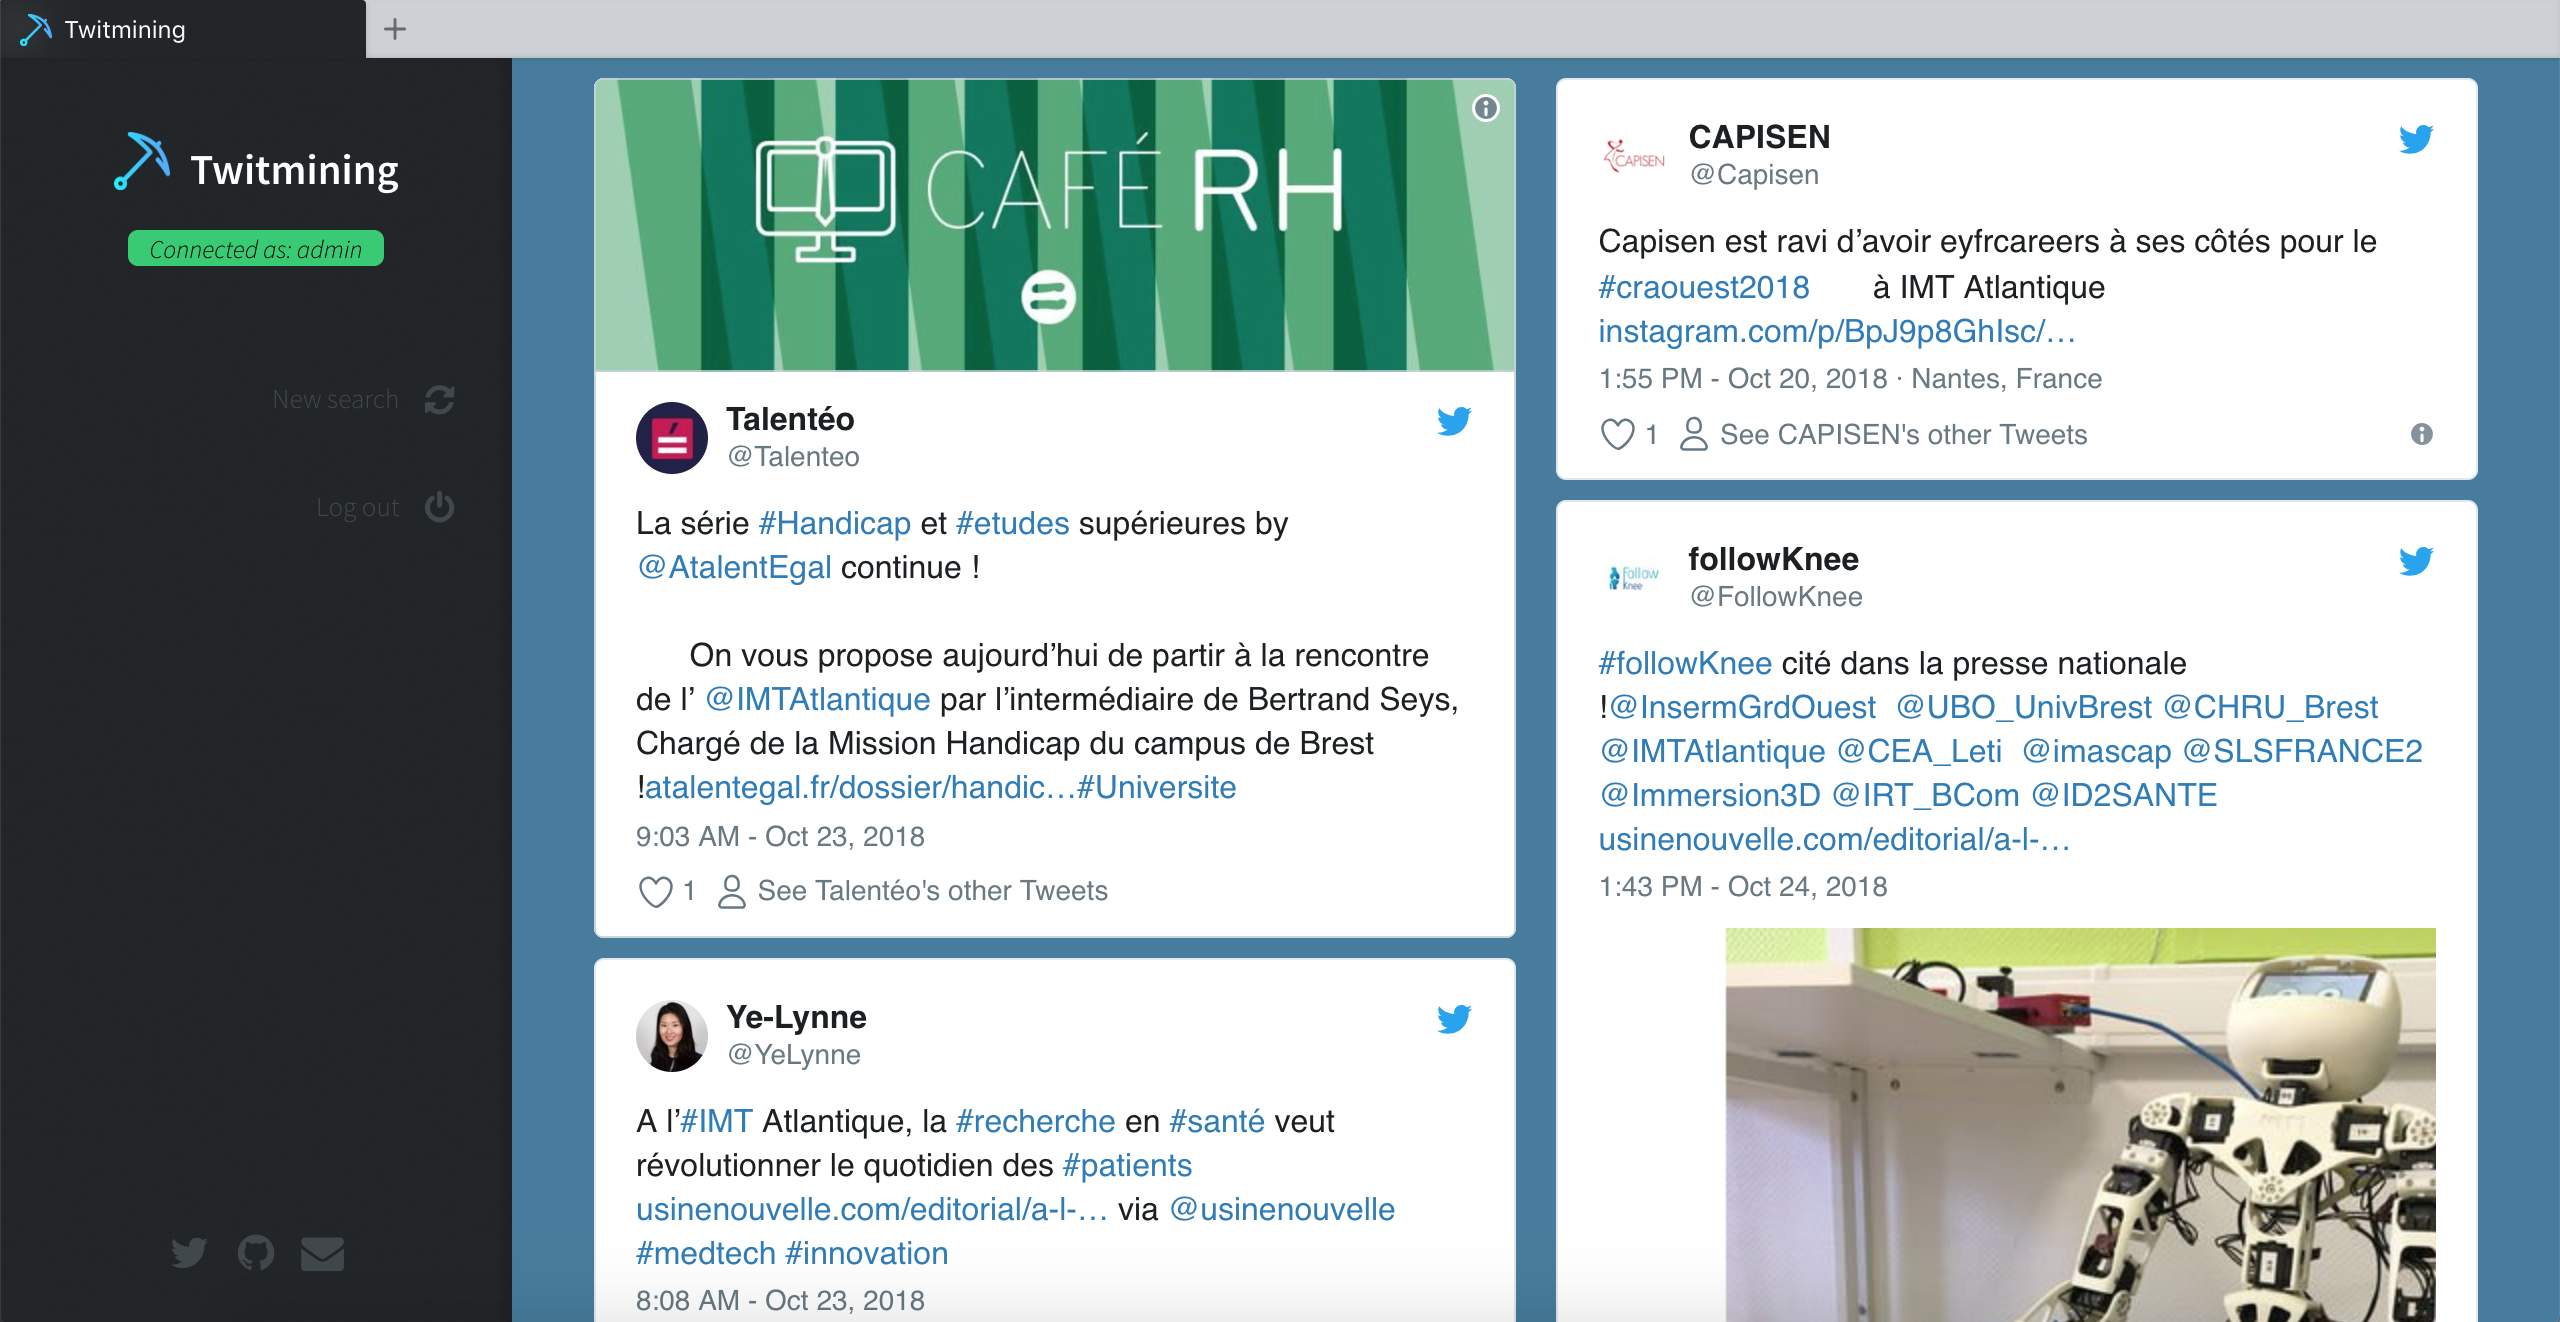 Twitmining
Twitmining
Connected as: admin
New search
Log out
CAFÉ RH
Talentéo
@Talenteo
La série #Handicap et #etudes supérieures by
@AtalentEgal continue !
On vous propose aujourd’hui de partir à la rencontre
de l’ @IMTAtlantique par l’intermédiaire de Bertrand Seys,
Chargé de la Mission Handicap du campus de Brest
!atalentegal.fr/dossier/handic…#Universite
9:03 AM - Oct 23, 2018
1 See Talentéo's other Tweets
Ye-Lynne
@YeLynne
A l’#IMT Atlantique, la #recherche en #santé veut
révolutionner le quotidien des #patients
usinenouvelle.com/editorial/a-l-… via @usinenouvelle
#medtech #innovation
8:08 AM - Oct 23, 2018
CAPISEN
CAPISEN
@Capisen
Capisen est ravi d’avoir eyfrcareers à ses côtés pour le
#craouest2018 à IMT Atlantique
instagram.com/p/BpJ9p8GhIsc/…
1:55 PM - Oct 20, 2018 · Nantes, France
1 See CAPISEN's other Tweets
Follow
Knee
followKnee
@FollowKnee
#followKnee cité dans la presse nationale
!@InsermGrdOuest @UBO_UnivBrest @CHRU_Brest
@IMTAtlantique @CEA_Leti @imascap @SLSFRANCE2
@Immersion3D @IRT_BCom @ID2SANTE
usinenouvelle.com/editorial/a-l-…
1:43 PM - Oct 24, 2018